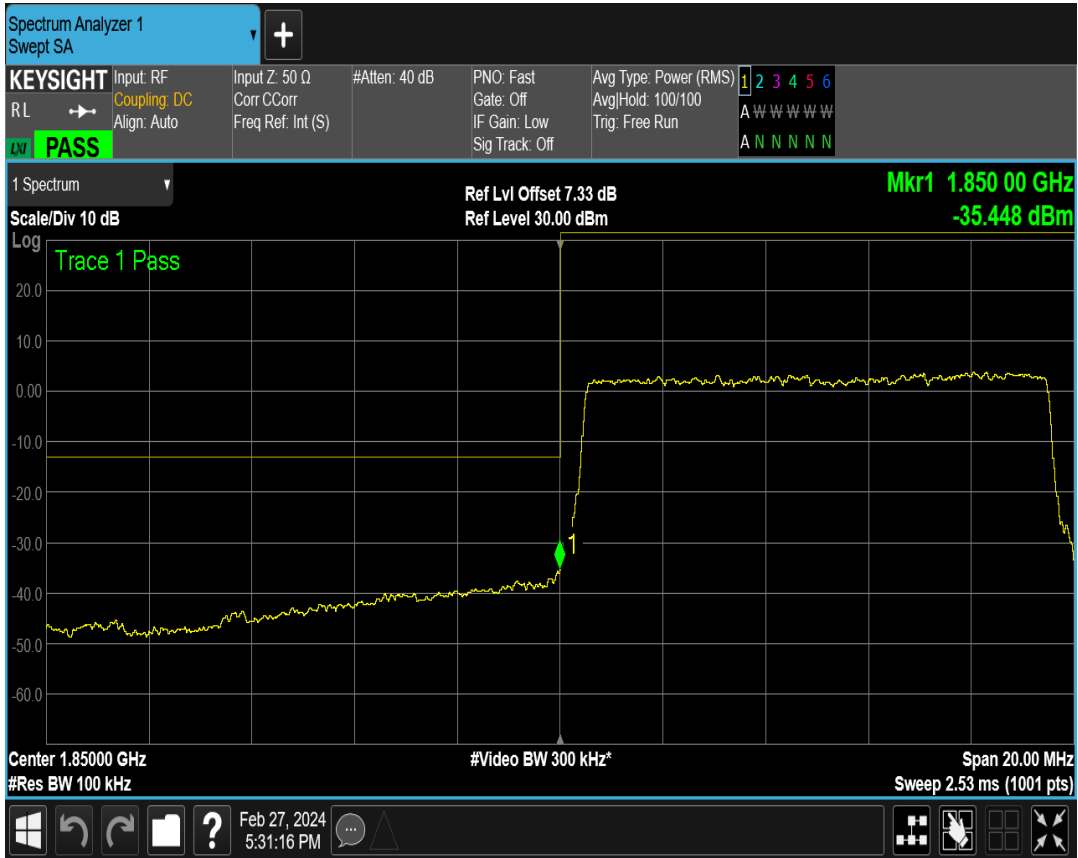 Spectrum Analyzer 1
Swept SA
KEYSIGHT
R L
LXI PASS
Input: RF
Coupling: DC
Align: Auto
Input Z: 50 Ω
Corr CCorr
Freq Ref: Int (S)
#Atten: 40 dB
PNO: Fast
Gate: Off
IF Gain: Low
Sig Track: Off
Avg Type: Power (RMS)
Avg|Hold: 100/100
Trig: Free Run
1 2 3 4 5 6
A W W W W W
A N N N N N
1 Spectrum
Scale/Div 10 dB
Ref Lvl Offset 7.33 dB
Ref Level 30.00 dBm
Mkr1 1.850 00 GHz
-35.448 dBm
Log
Trace 1 Pass
20.0
10.0
0.00
-10.0
-20.0
-30.0
1
-40.0
-50.0
-60.0
Center 1.85000 GHz
#Video BW 300 kHz*
Span 20.00 MHz
#Res BW 100 kHz
Sweep 2.53 ms (1001 pts)
?
Feb 27, 2024
5:31:16 PM